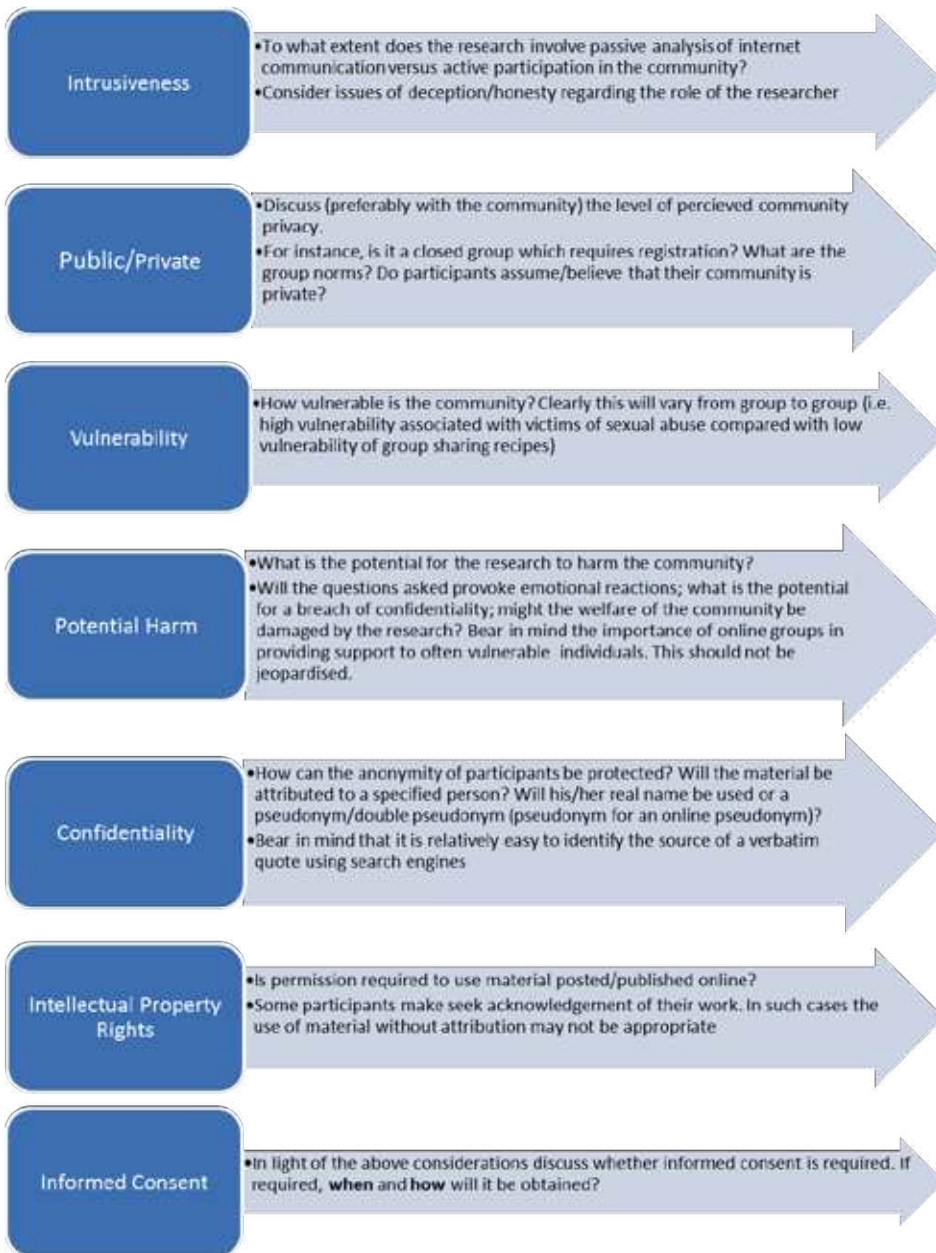 Intrusiveness
•To what extent does the research involve passive analysis of internet
communication versus active participation in the community?
•Consider issues of deception/honesty regarding the role of the researcher
Public/Private
•Discuss (preferably with the community) the level of percieved community
privacy.
•For instance, is it a closed group which requires registration? What are the
group norms? Do participants assume/believe that their community is
private?
Vulnerability
•How vulnerable is the community? Clearly this will vary from group to group (i.e.
high vulnerability associated with victims of sexual abuse compared with low
vulnerability of group sharing recipes)
Potential Harm
•What is the potential for the research to harm the community?
•Will the questions asked provoke emotional reactions; what is the potential
for a breach of confidentiality; might the welfare of the community be
damaged by the research? Bear in mind the importance of online groups in
providing support to often vulnerable individuals. This should not be
jeopardised.
Confidentiality
•How can the anonymity of participants be protected? Will the material be
attributed to a specified person? Will his/her real name be used or a
pseudonym/double pseudonym (pseudonym for an online pseudonym)?
•Bear in mind that it is relatively easy to identify the source of a verbatim
quote using search engines
Intellectual Property
Rights
•Is permission required to use material posted/published online?
•Some participants make seek acknowledgement of their work. In such cases the
use of material without attribution may not be appropriate
Informed Consent
•In light of the above considerations discuss whether informed consent is required. If
required, when and how will it be obtained?